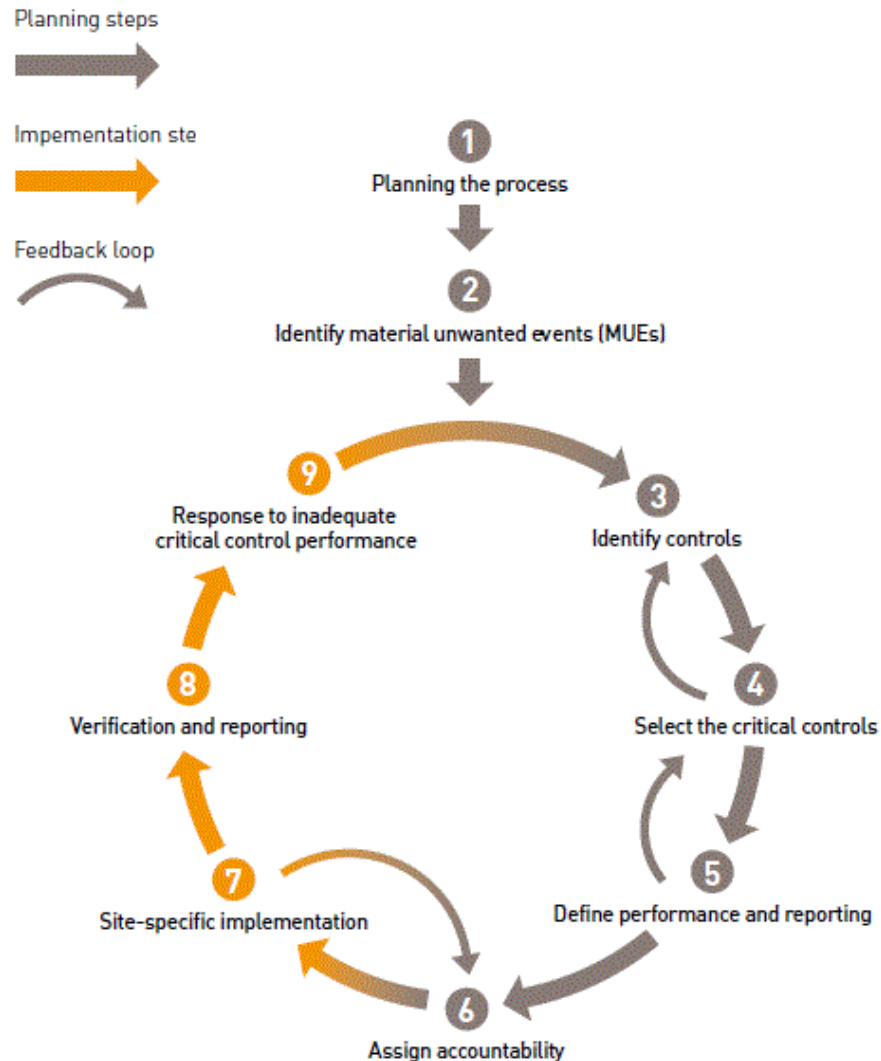 Planning steps
Impementation ste
Feedback loop
1
Planning the process
2
Identify material unwanted events (MUEs)
3
Identify controls
4
Select the critical controls
5
Define performance and reporting
6
Assign accountability
7
Site-specific implementation
8
Verification and reporting
9
Response to inadequate
critical control performance